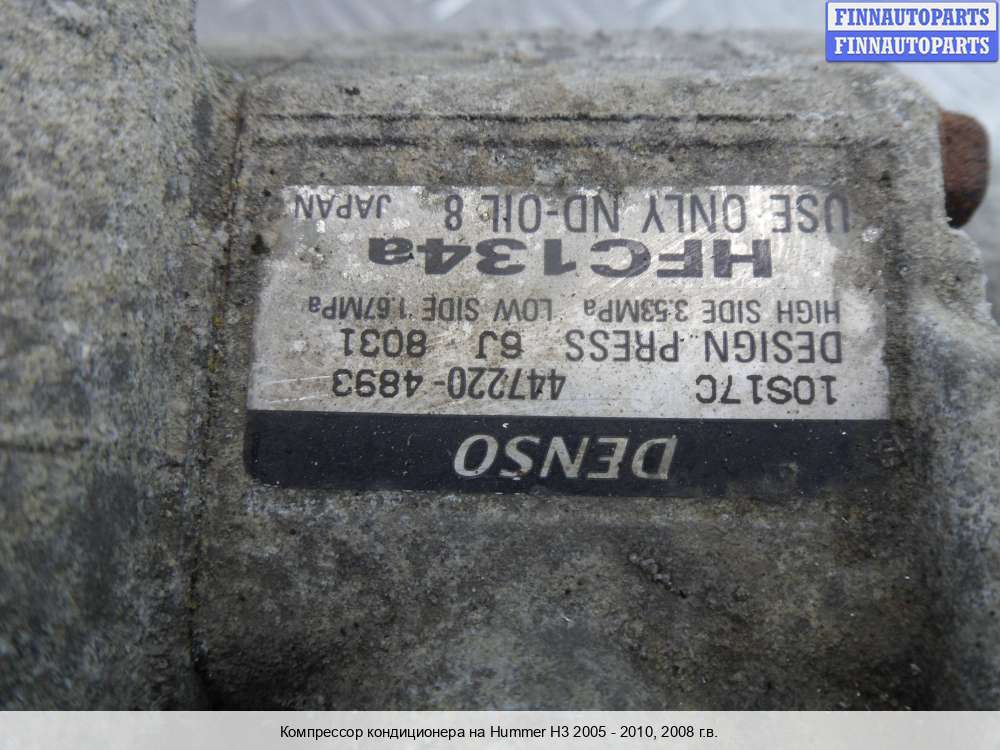 FINNAUTOPARTS
FINNAUTOPARTS
DENSO
10S17C 447220-4893
DESIGN PRESS 6J 8031
HIGH SIDE 3.53MPa LOW SIDE 1.67MPa
HFC134a
USE ONLY ND-OIL 8 JAPAN
Компрессор кондиционера на Hummer H3 2005 - 2010, 2008 г.в.